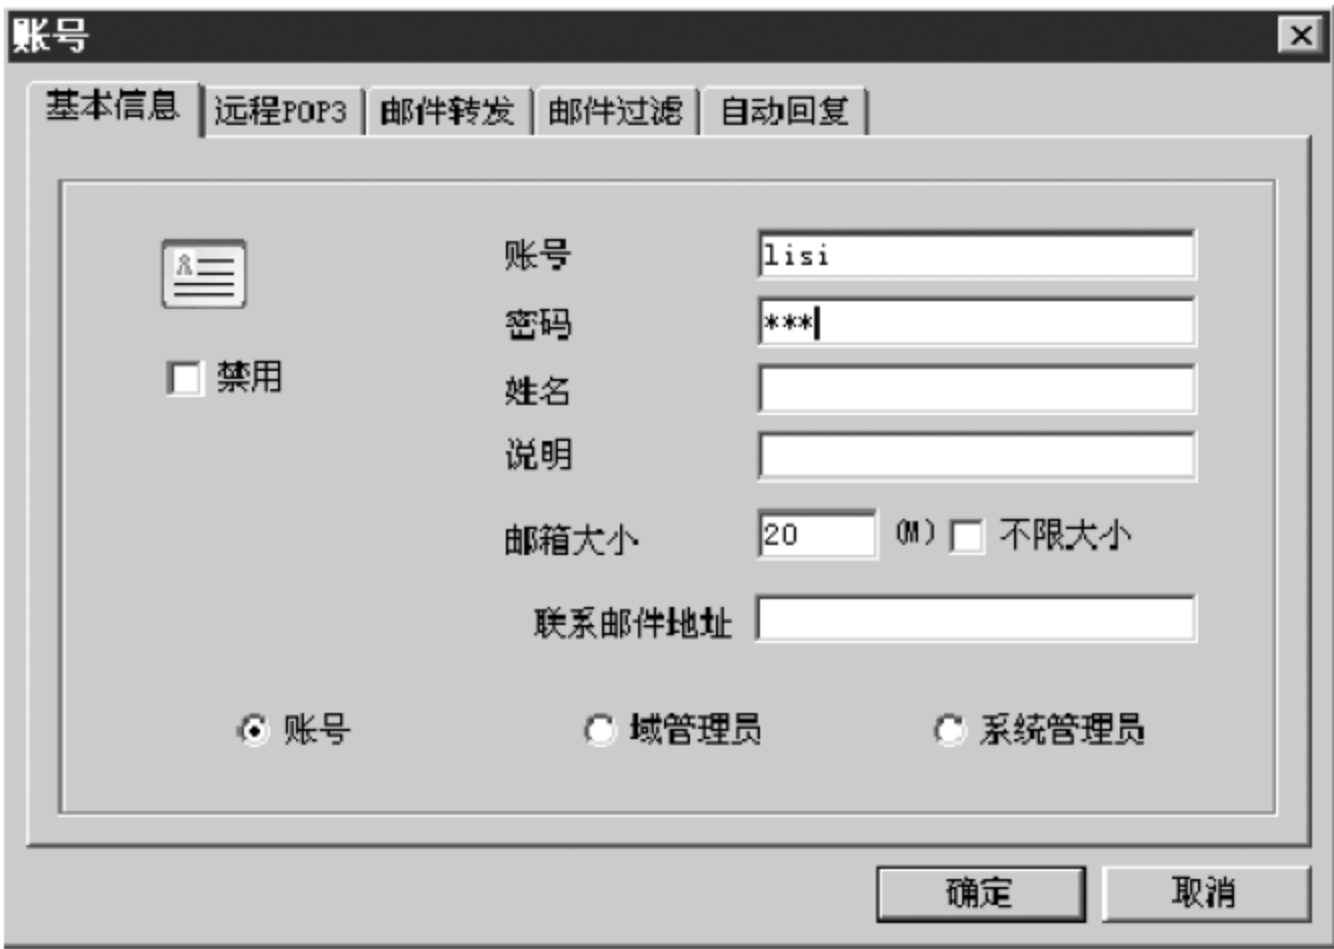 账号
基本信息 远程POP3 邮件转发 邮件过滤 自动回复
账号 lisi
密码 ***
禁用
姓名
说明
邮箱大小 20 (M) 不限大小
联系邮件地址
账号 域管理员 系统管理员
确定 取消